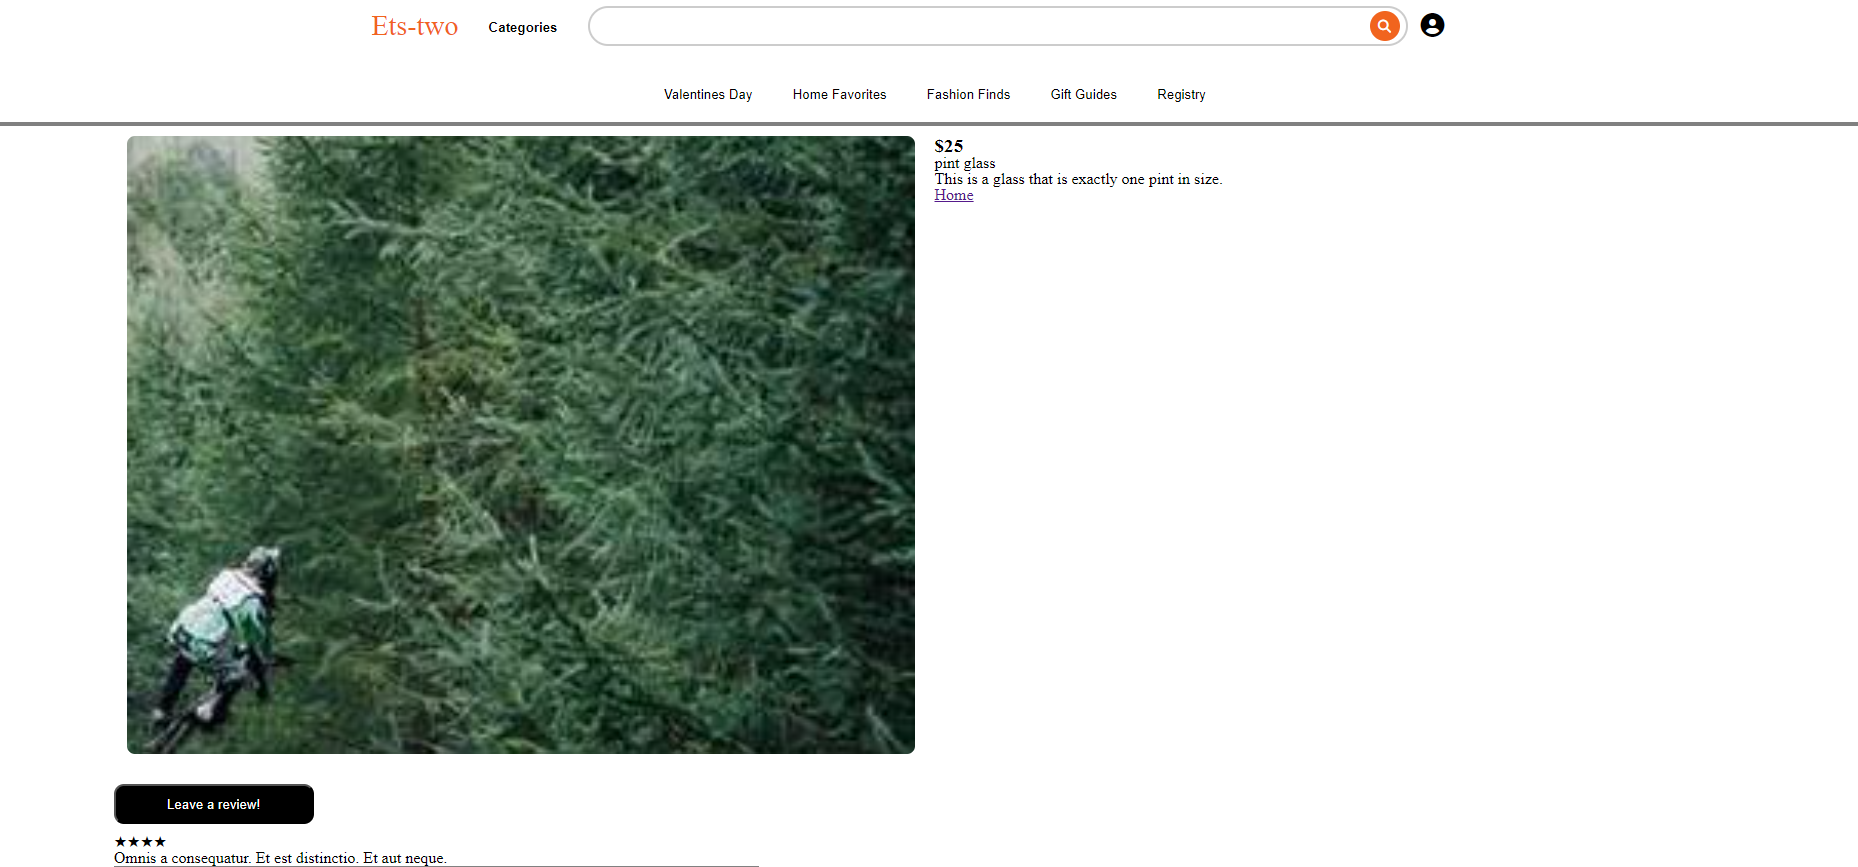 Ets-two
Categories
Valentines Day
Home Favorites
Fashion Finds
Gift Guides
Registry
$25
pint glass
This is a glass that is exactly one pint in size.
Home
Leave a review!
★★★★
Omnis a consequatur. Et est distinctio. Et aut neque.